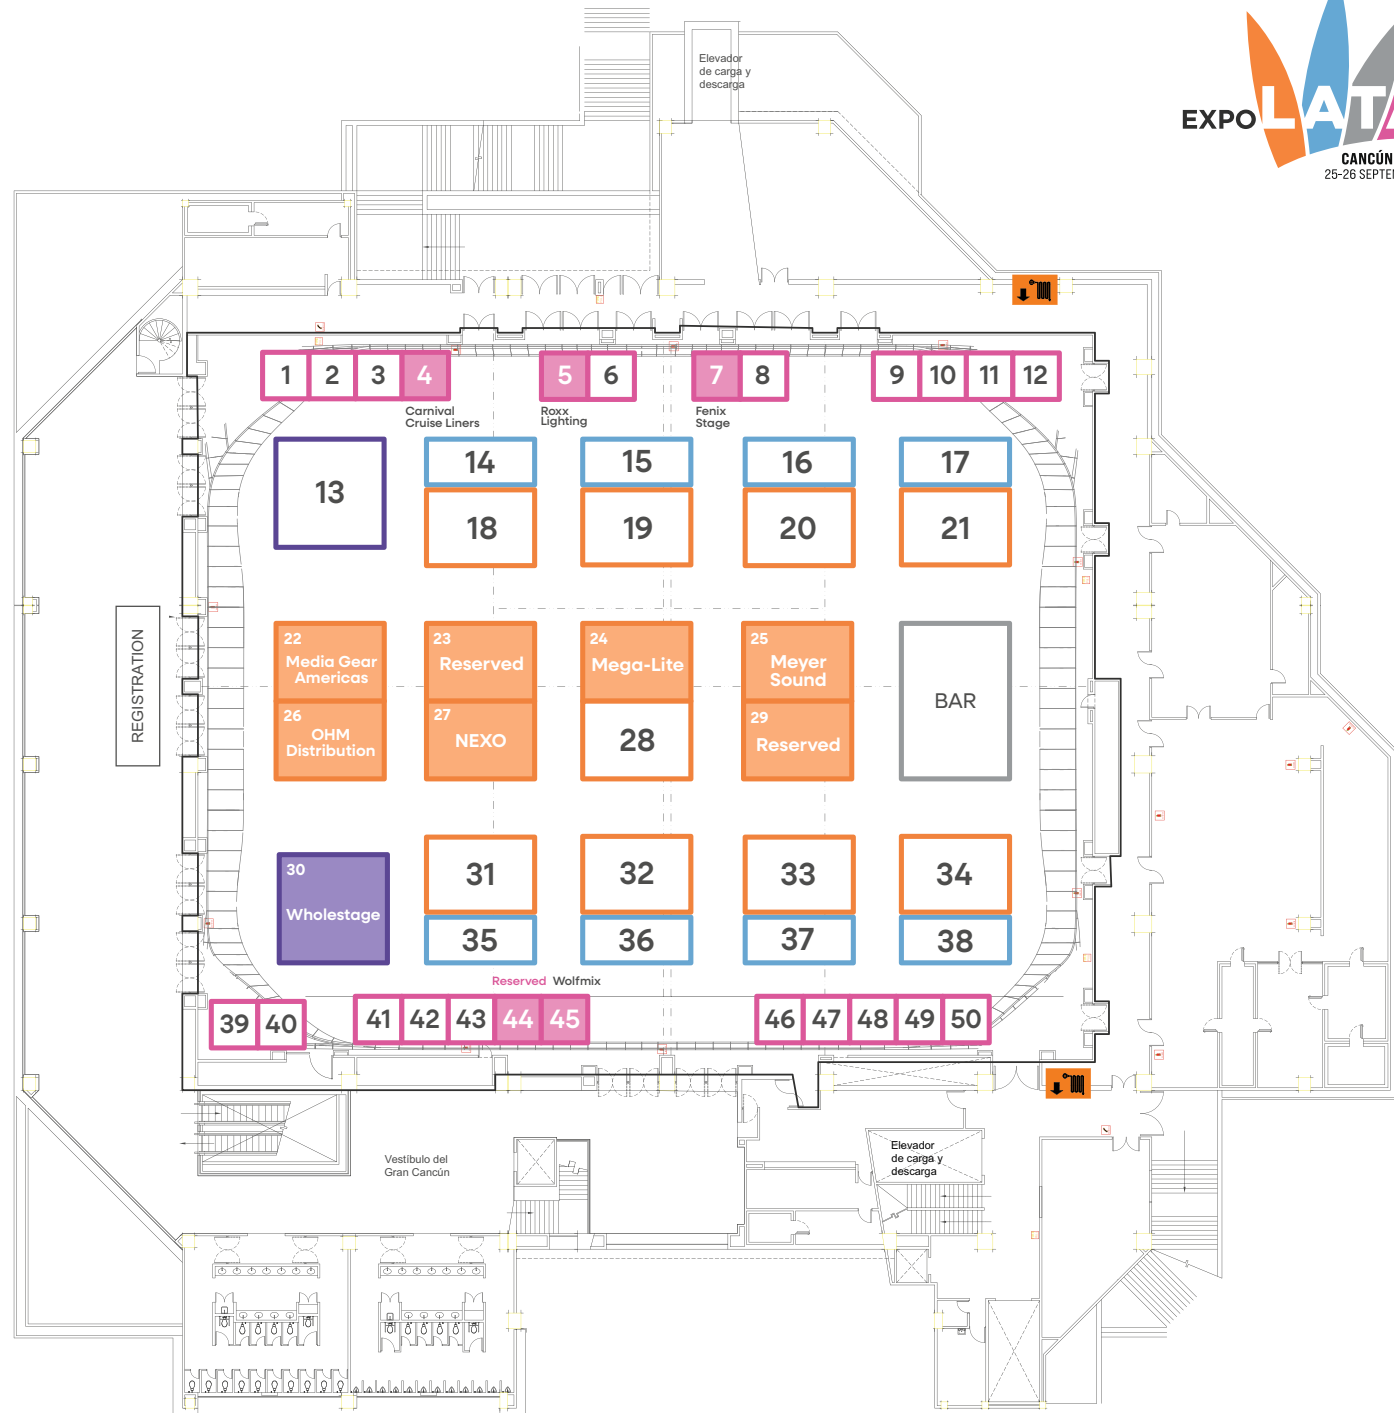 Elevador
de carga y
descarga
EXPO LATA
CANCÚN
25-26 SEPTEM
1 2 3 4 5 6 7 8 9 10 11 12
Carnival
Cruise Liners
Roxx
Lighting
Fenix
Stage
13 14 15 16 17
18 19 20 21
22
Media Gear
Americas
23
Reserved
24
Mega-Lite
25
Meyer
Sound
BAR
REGISTRATION
26
OHM
Distribution
27
NEXO
28
29
Reserved
30
Wholestage
31 32 33 34
35 36 37 38
Reserved Wolfmix
39 40 41 42 43 44 45 46 47 48 49 50
Vestíbulo del
Gran Cancún
Elevador
de carga y
descarga